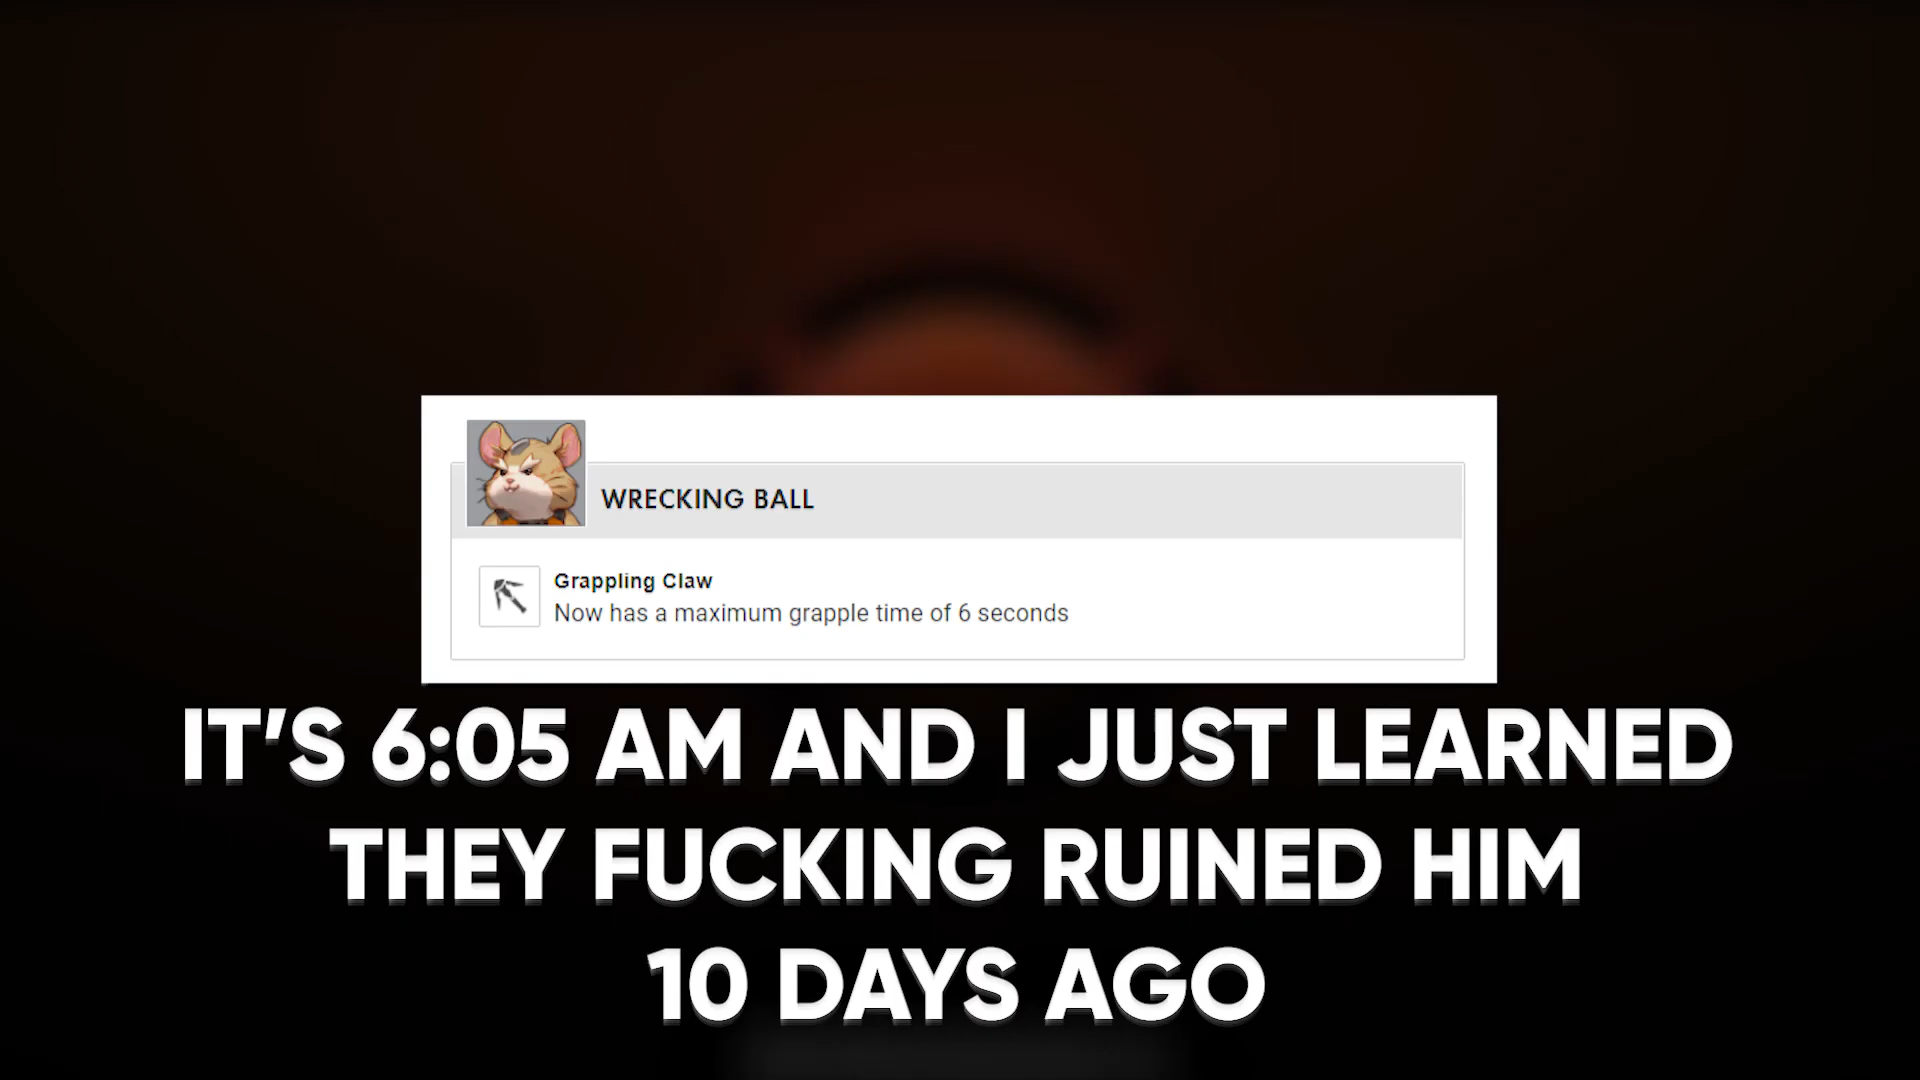 WRECKING BALL
Grappling Claw
Now has a maximum grapple time of 6 seconds
IT'S 6:05 AM AND I JUST LEARNED
THEY FUCKING RUINED HIM
10 DAYS AGO